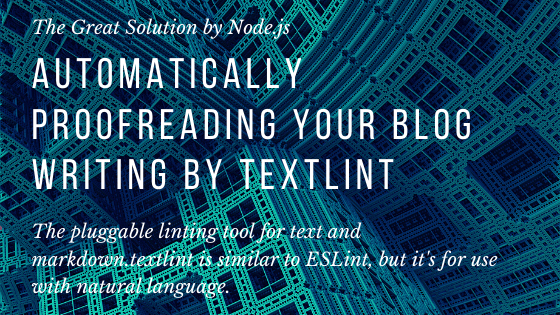 The Great Solution by Node.js
AUTOMATICALLY
PROOFREADING YOUR BLOG
WRITING BY TEXTLINT
The pluggable linting tool for text and
markdown.textlint is similar to ESLint, but it's for use
with natural language.